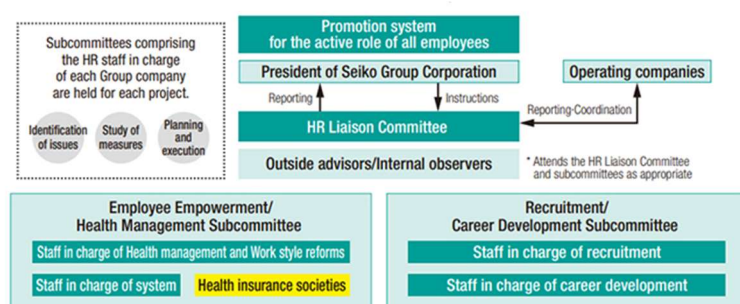 Subcommittees comprising
the HR staff in charge
of each Group company
are held for each project.
Identification
of issues
Study of
measures
Planning
and
execution
Promotion system
for the active role of all employees
President of Seiko Group Corporation
Reporting
Instructions
HR Liaison Committee
Outside advisors/Internal observers
Operating companies
Reporting·Coordination
* Attends the HR Liaison Committee
and subcommittees as appropriate
Employee Empowerment/
Health Management Subcommittee
Staff in charge of Health management and Work style reforms
Staff in charge of system
Health insurance societies
Recruitment/
Career Development Subcommittee
Staff in charge of recruitment
Staff in charge of career development